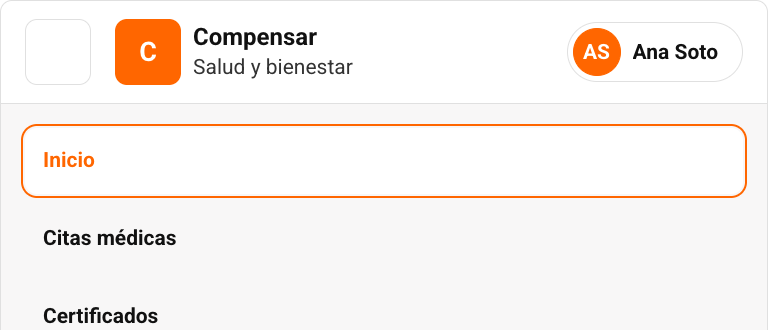 C
Compensar
Salud y bienestar
AS
Ana Soto
Inicio
Citas médicas
Certificados